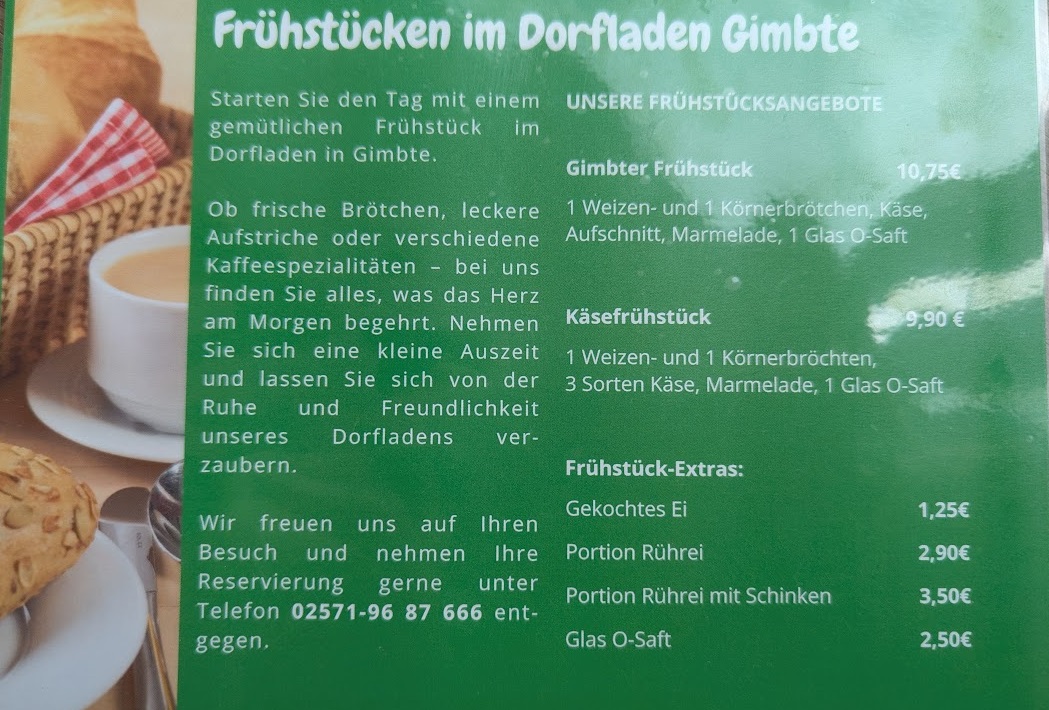 Frühstücken im Dorfladen Gimbte
Starten Sie den Tag mit einem
gemütlichen Frühstück im
Dorfladen in Gimbte.
Ob frische Brötchen, leckere
Aufstriche oder verschiedene
Kaffeespezialitäten – bei uns
finden Sie alles, was das Herz
am Morgen begehrt. Nehmen
Sie sich eine kleine Auszeit
und lassen Sie sich von der
Ruhe und Freundlichkeit
unseres Dorfladens ver-
zaubern.
Wir freuen uns auf Ihren
Besuch und nehmen Ihre
Reservierung gerne unter
Telefon 02571-96 87 666 ent-
gegen.
UNSERE FRÜHSTÜCKSANGEBOTE
Gimbter Frühstück 10,75€
1 Weizen- und 1 Körnerbrötchen, Käse,
Aufschnitt, Marmelade, 1 Glas O-Saft
Käsefrühstück 9,90 €
1 Weizen- und 1 Körnerbröchten,
3 Sorten Käse, Marmelade, 1 Glas O-Saft
Frühstück-Extras:
Gekochtes Ei 1,25€
Portion Rührei 2,90€
Portion Rührei mit Schinken 3,50€
Glas O-Saft 2,50€